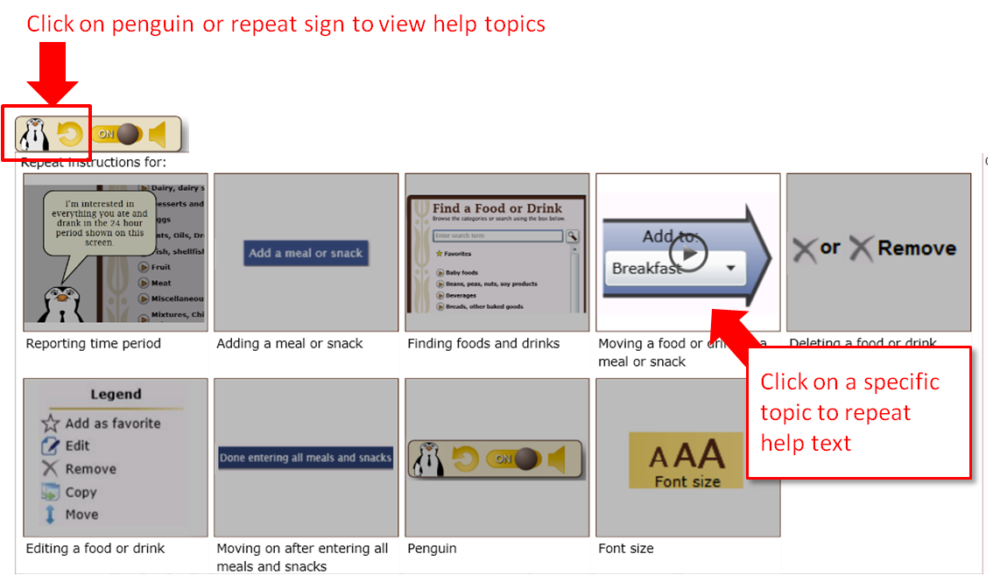 Click on penguin or repeat sign to view help topics
ON
Repeat instructions for:
I'm interested in
everything you ate and
drank in the 24 hour
period shown on this
screen.
Dairy, dairy s
esserts and
ggs
ats, Oils, Dr
ish, shellfish
Fruit
Meat
Miscellaneou
Mixtures, Chi
Reporting time period
Add a meal or snack
Adding a meal or snack
Find a Food or Drink
Browse the categories or search using the box below.
Enter search term
Favorites
Baby foods
Beans, peas, nuts, soy products
Beverages
Breads, other baked goods
Finding foods and drinks
Add to:
Breakfast
Moving a food or drin a
meal or snack
or Remove
Deleting a food or drink
Click on a specific
topic to repeat
help text
Legend
Add as favorite
Edit
Remove
Copy
Move
Editing a food or drink
Done entering all meals and snacks
Moving on after entering all
meals and snacks
ON
Penguin
A A A
Font size
Font size